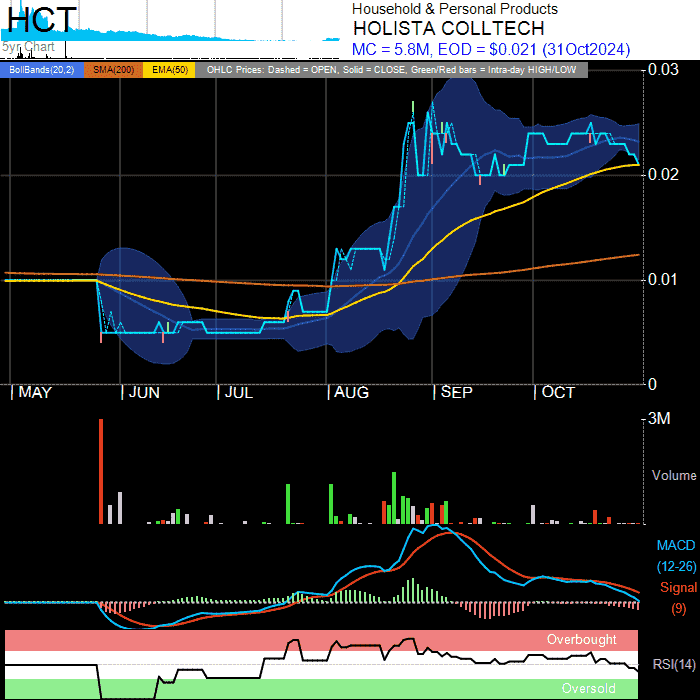 HCT
5yr Chart
Household & Personal Products
HOLISTA COLLTECH
MC = 5.8M, EOD = $0.021 (31Oct2024)
BollBands(20,2) SMA(200) EMA(50) OHLC Prices: Dashed = OPEN, Solid = CLOSE, Green/Red bars = Intra-day HIGH/LOW
0.03
0.02
0.01
0
| MAY | JUN | JUL | AUG | SEP | OCT
3M
Volume
MACD
(12-26)
Signal
(9)
Overbought
RSI(14)
Oversold